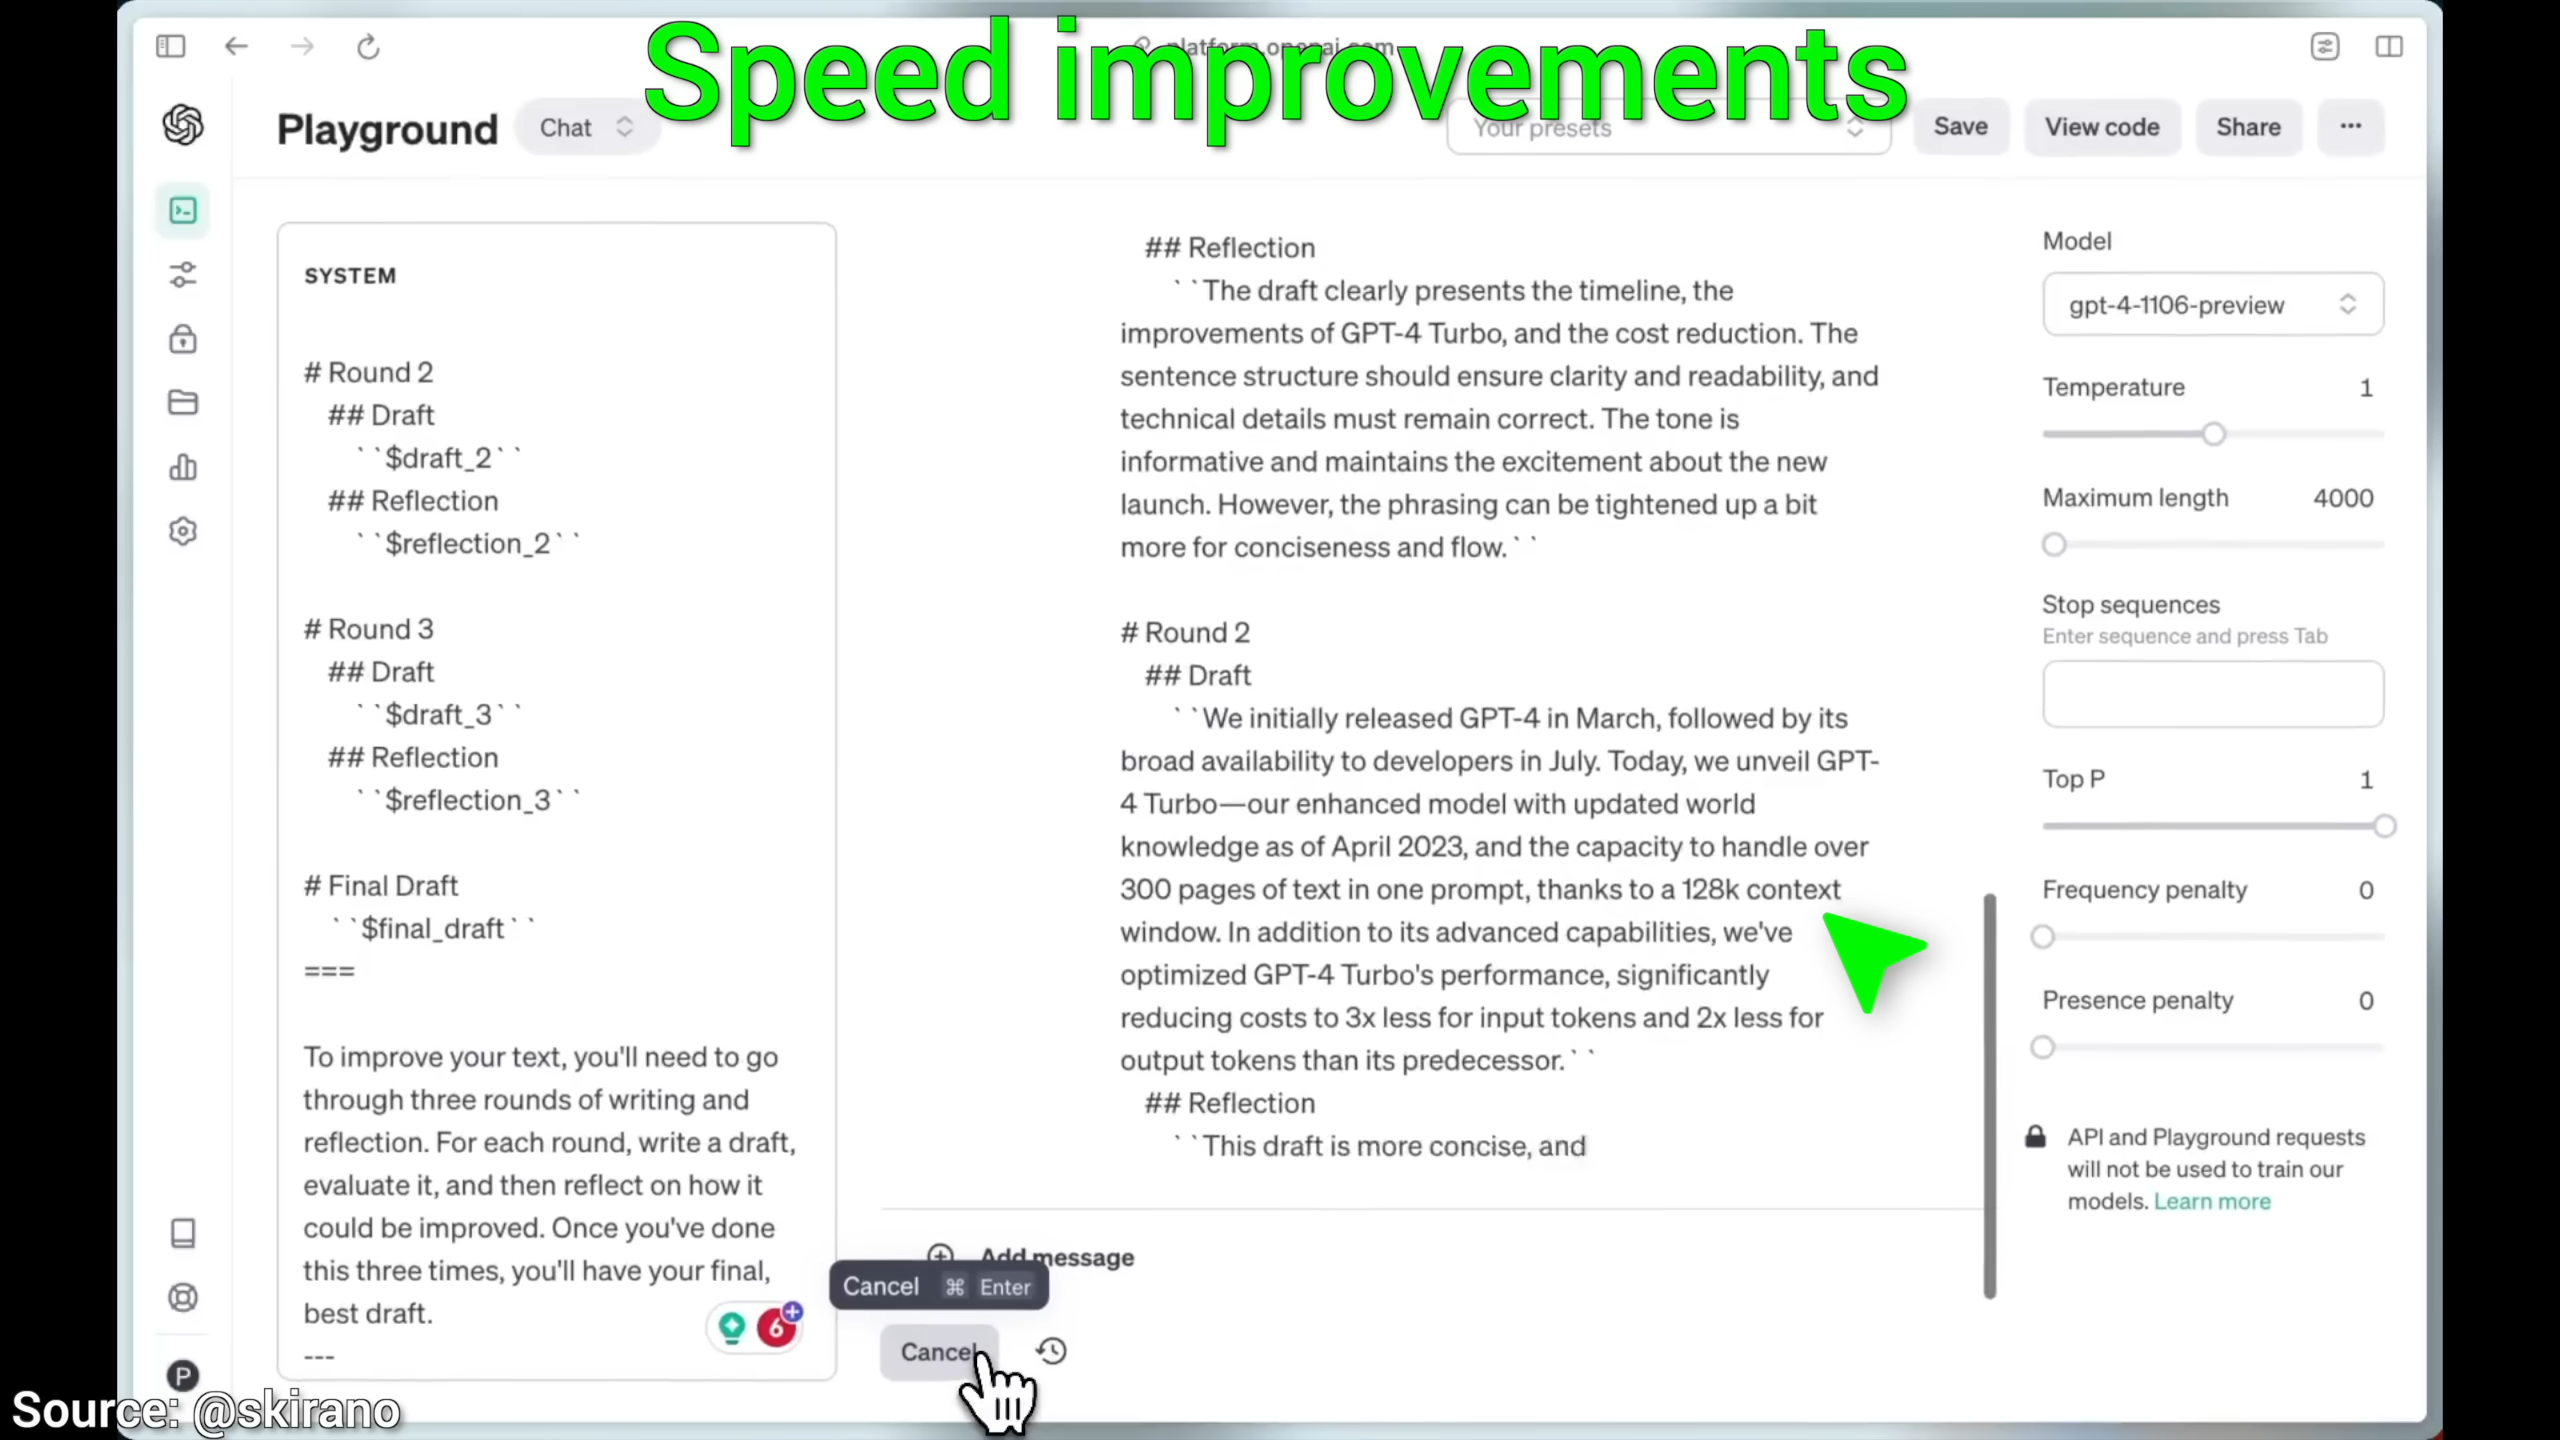 Speed improvements
platform.openai.com
Playground
Chat
Your presets
Save
View code
Share
SYSTEM
# Round 2
## Draft
``$draft_2``
## Reflection
``$reflection_2``
# Round 3
## Draft
``$draft_3``
## Reflection
``$reflection_3``
# Final Draft
``$final_draft``
===
To improve your text, you'll need to go
through three rounds of writing and
reflection. For each round, write a draft,
evaluate it, and then reflect on how it
could be improved. Once you've done
this three times, you'll have your final,
best draft.
---
6
## Reflection
``The draft clearly presents the timeline, the
improvements of GPT-4 Turbo, and the cost reduction. The
sentence structure should ensure clarity and readability, and
technical details must remain correct. The tone is
informative and maintains the excitement about the new
launch. However, the phrasing can be tightened up a bit
more for conciseness and flow.``
# Round 2
## Draft
``We initially released GPT-4 in March, followed by its
broad availability to developers in July. Today, we unveil GPT-
4 Turbo—our enhanced model with updated world
knowledge as of April 2023, and the capacity to handle over
300 pages of text in one prompt, thanks to a 128k context
window. In addition to its advanced capabilities, we've
optimized GPT-4 Turbo's performance, significantly
reducing costs to 3x less for input tokens and 2x less for
output tokens than its predecessor.``
## Reflection
``This draft is more concise, and
Add message
Cancel ⌘ Enter
Cancel
Model
gpt-4-1106-preview
Temperature 1
Maximum length 4000
Stop sequences
Enter sequence and press Tab
Top P 1
Frequency penalty 0
Presence penalty 0
API and Playground requests
will not be used to train our
models. Learn more
P
Source: @skirano